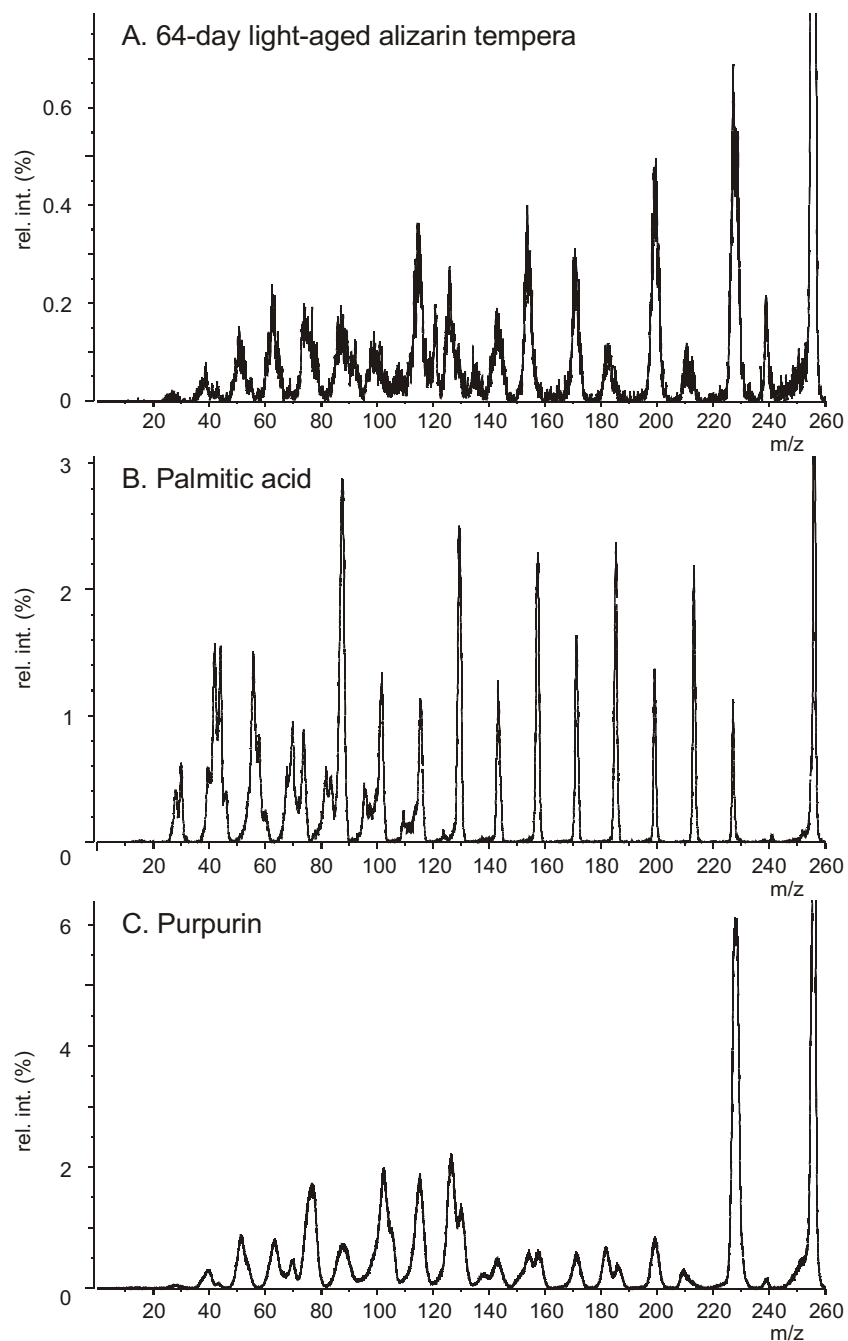 A. 64-day light-aged alizarin tempera
rel. int. (%)
0.6
0.4
0.2
0
20 40 60 80 100 120 140 160 180 200 220 240 260
m/z
B. Palmitic acid
rel. int. (%)
3
2
1
0
20 40 60 80 100 120 140 160 180 200 220 240 260
m/z
C. Purpurin
rel. int. (%)
6
4
2
0
20 40 60 80 100 120 140 160 180 200 220 240 260
m/z